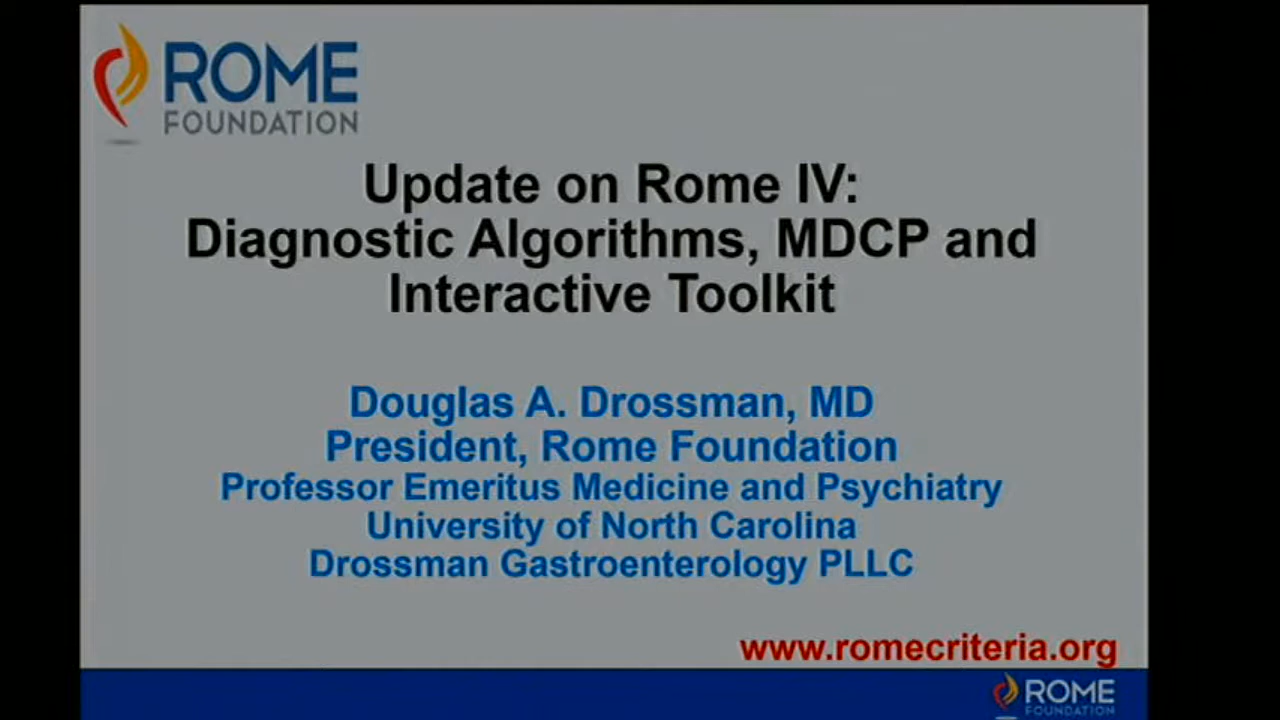 ROME
FOUNDATION
Update on Rome IV:
Diagnostic Algorithms, MDCP and
Interactive Toolkit
Douglas A. Drossman, MD
President, Rome Foundation
Professor Emeritus Medicine and Psychiatry
University of North Carolina
Drossman Gastroenterology PLLC
www.romecriteria.org
ROME
FOUNDATION